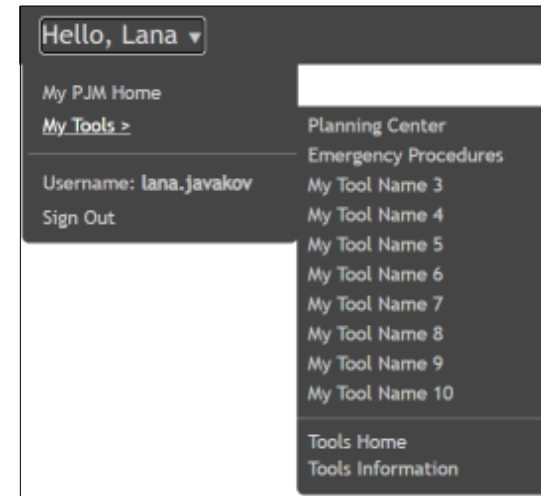 Hello, Lana ▾
My PJM Home
My Tools >
Username: lana.javakov
Sign Out
Planning Center
Emergency Procedures
My Tool Name 3
My Tool Name 4
My Tool Name 5
My Tool Name 6
My Tool Name 7
My Tool Name 8
My Tool Name 9
My Tool Name 10
Tools Home
Tools Information